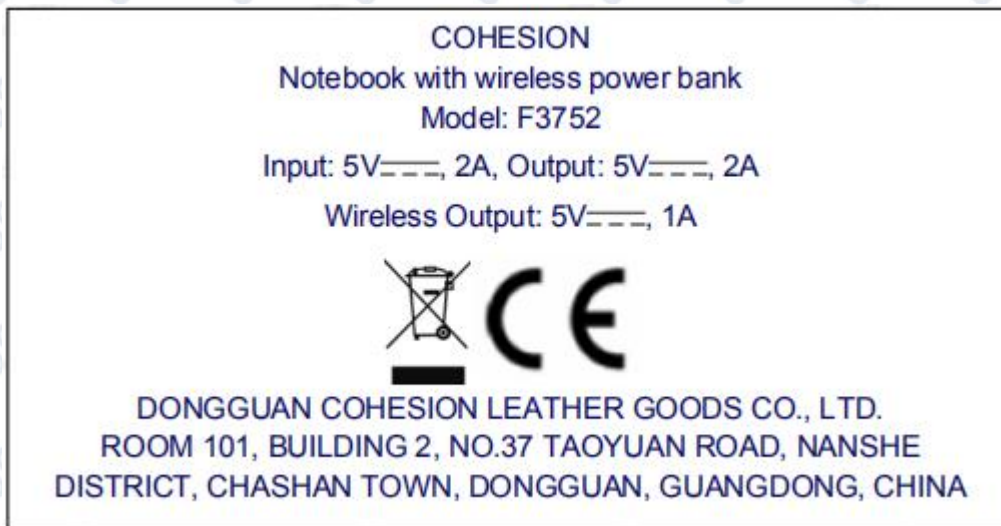 COHESION
Notebook with wireless power bank
Model: F3752
Input: 5V⎓, 2A, Output: 5V⎓, 2A
Wireless Output: 5V⎓, 1A
CE
DONGGUAN COHESION LEATHER GOODS CO., LTD.
ROOM 101, BUILDING 2, NO.37 TAOYUAN ROAD, NANSHE
DISTRICT, CHASHAN TOWN, DONGGUAN, GUANGDONG, CHINA